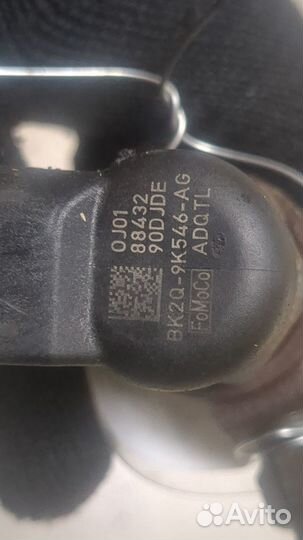 0J01
88432
90DJDE
BK2Q-9K546-AG
FoMoCo ADQTL
Avito